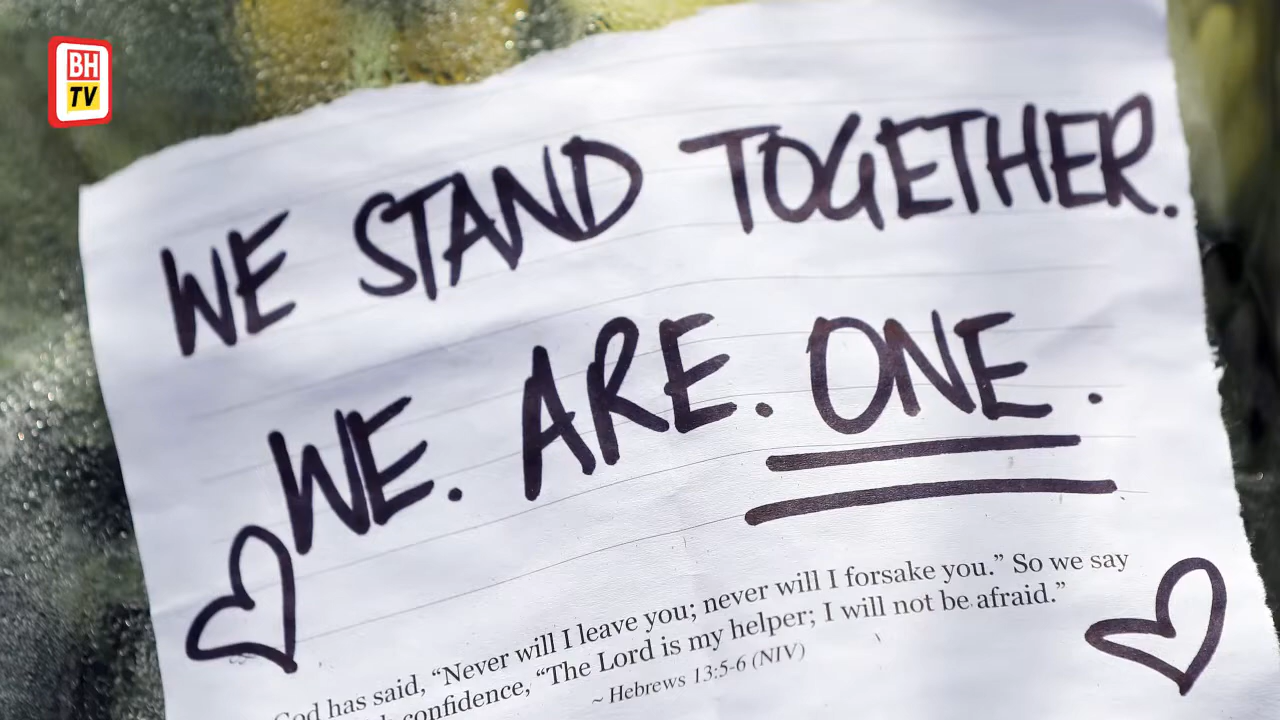 BH
TV
WE STAND TOGETHER.
WE. ARE. ONE.
God has said, “Never will I leave you; never will I forsake you.” So we say
confidence, “The Lord is my helper; I will not be afraid.”
~ Hebrews 13:5-6 (NIV)